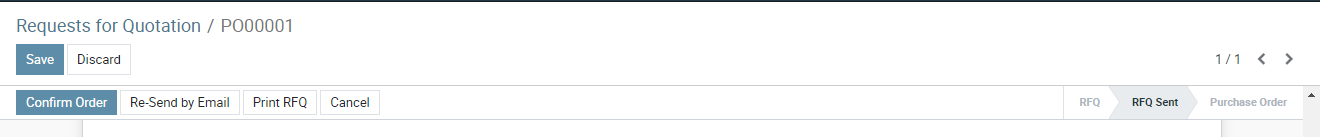 Requests for Quotation / PO00001
Save Discard 1 / 1
Confirm Order Re-Send by Email Print RFQ Cancel RFQ RFQ Sent Purchase Order